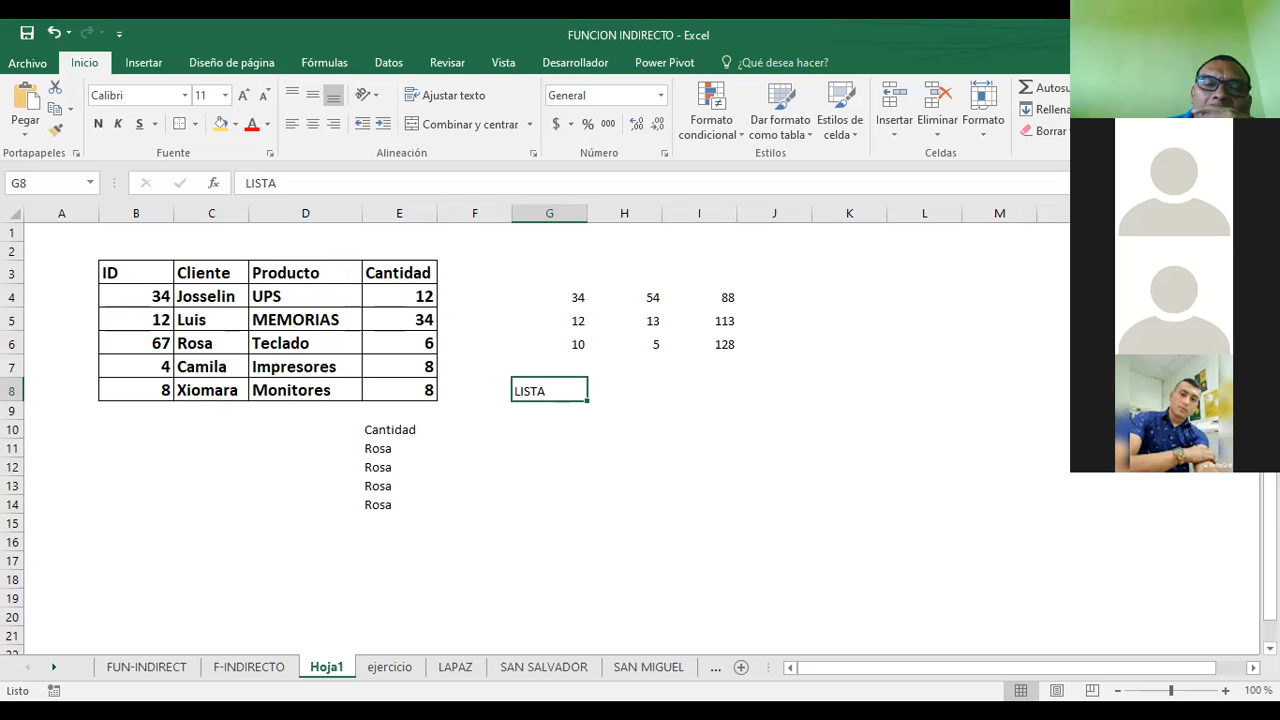 FUNCION INDIRECTO - Excel
Archivo Inicio Insertar Diseño de página Fórmulas Datos Revisar Vista Desarrollador Power Pivot ¿Qué desea hacer?
Pegar
Calibri 11
N K S
Ajustar texto
Combinar y centrar
General
$ % 000
Formato condicional
Dar formato como tabla
Estilos de celda
Insertar Eliminar Formato
Σ Autosu
Rellena
Borrar
Portapapeles Fuente Alineación Número Estilos Celdas
G8 fx LISTA
A B C D E F G H I J K L M
1
2
3 ID Cliente Producto Cantidad
4 34 Josselin UPS 12 34 54 88
5 12 Luis MEMORIAS 34 12 13 113
6 67 Rosa Teclado 6 10 5 128
7 4 Camila Impresores 8
8 8 Xiomara Monitores 8 LISTA
9
10 Cantidad
11 Rosa
12 Rosa
13 Rosa
14 Rosa
15
16
17
18
19
20
21
FUN-INDIRECT F-INDIRECTO Hoja1 ejercicio LAPAZ SAN SALVADOR SAN MIGUEL ...
Listo 100 %